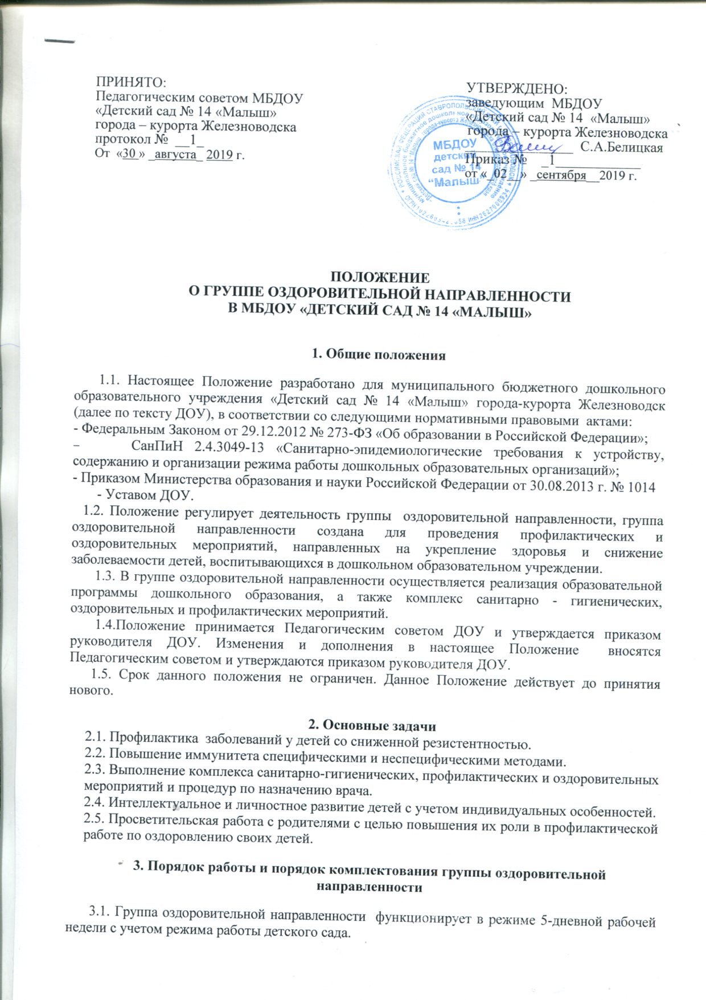 ПРИНЯТО:
Педагогическим советом МБДОУ
«Детский сад № 14 «Малыш»
города – курорта Железноводска
протокол № __1_
От «30 » _августа_ 2019 г.
УТВЕРЖДЕНО:
заведующим МБДОУ
«Детский сад № 14 «Малыш»
города – курорта Железноводска
_______________ С.А.Белицкая
Приказ № _1____________
от «_02__» _сентября__2019 г.
МБДОУ
детский
сад № 14
“Малыш”
ПОЛОЖЕНИЕ
О ГРУППЕ ОЗДОРОВИТЕЛЬНОЙ НАПРАВЛЕННОСТИ
В МБДОУ «ДЕТСКИЙ САД № 14 «МАЛЫШ»
1. Общие положения
1.1. Настоящее Положение разработано для муниципального бюджетного дошкольного
образовательного учреждения «Детский сад № 14 «Малыш» города-курорта Железноводск
(далее по тексту ДОУ), в соответствии со следующими нормативными правовыми актами:
- Федеральным Законом от 29.12.2012 № 273-ФЗ «Об образовании в Российской Федерации»;
– СанПиН 2.4.3049-13 «Санитарно-эпидемиологические требования к устройству,
содержанию и организации режима работы дошкольных образовательных организаций»;
- Приказом Министерства образования и науки Российской Федерации от 30.08.2013 г. № 1014
- Уставом ДОУ.
1.2. Положение регулирует деятельность группы оздоровительной направленности, группа
оздоровительной направленности создана для проведения профилактических и
оздоровительных мероприятий, направленных на укрепление здоровья и снижение
заболеваемости детей, воспитывающихся в дошкольном образовательном учреждении.
1.3. В группе оздоровительной направленности осуществляется реализация образовательной
программы дошкольного образования, а также комплекс санитарно - гигиенических,
оздоровительных и профилактических мероприятий.
1.4.Положение принимается Педагогическим советом ДОУ и утверждается приказом
руководителя ДОУ. Изменения и дополнения в настоящее Положение вносятся
Педагогическим советом и утверждаются приказом руководителя ДОУ.
1.5. Срок данного положения не ограничен. Данное Положение действует до принятия
нового.
2. Основные задачи
2.1. Профилактика заболеваний у детей со сниженной резистентностью.
2.2. Повышение иммунитета специфическими и неспецифическими методами.
2.3. Выполнение комплекса санитарно-гигиенических, профилактических и оздоровительных
мероприятий и процедур по назначению врача.
2.4. Интеллектуальное и личностное развитие детей с учетом индивидуальных особенностей.
2.5. Просветительская работа с родителями с целью повышения их роли в профилактической
работе по оздоровлению своих детей.
3. Порядок работы и порядок комплектования группы оздоровительной
направленности
3.1. Группа оздоровительной направленности функционирует в режиме 5-дневной рабочей
недели с учетом режима работы детского сада.